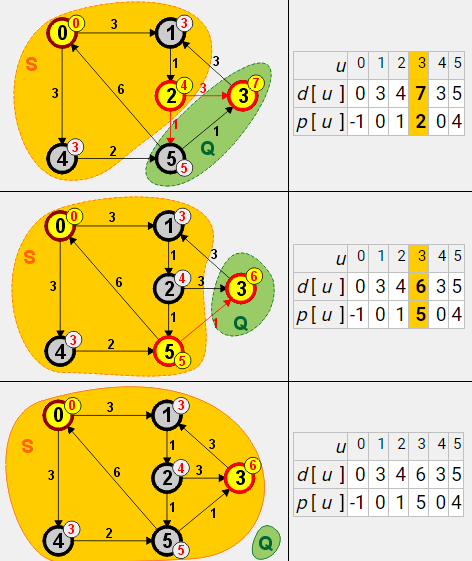 0 0 3 1 3
S
3 6 1 3
2 4 3 3 7
1 1
4 3 2 5 5 Q
u 0 1 2 3 4 5
d[u] 0 3 4 7 3 5
p[u] -1 0 1 2 0 4
0 0 3 1 3
S
3 6 1 3
2 4 3 3 6
1 1 Q
4 3 2 5 5
u 0 1 2 3 4 5
d[u] 0 3 4 6 3 5
p[u] -1 0 1 5 0 4
0 0 3 1 3
S
3 6 1 3
2 4 3 3 6
1 1
4 3 2 5 5 Q
u 0 1 2 3 4 5
d[u] 0 3 4 6 3 5
p[u] -1 0 1 5 0 4